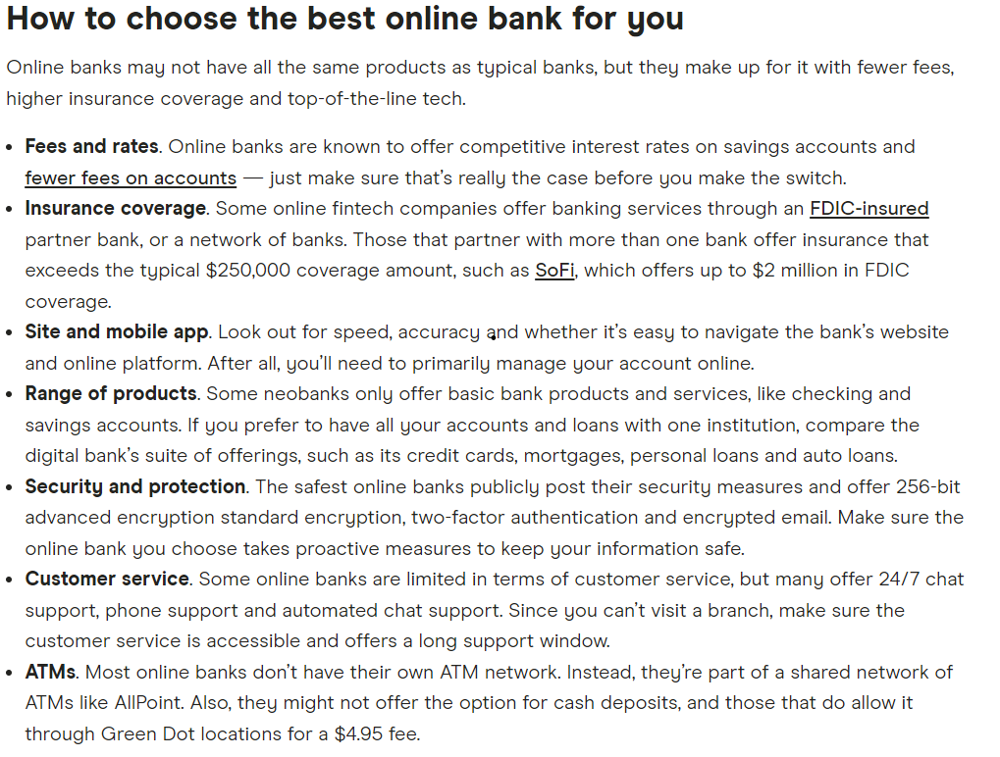 How to choose the best online bank for you
Online banks may not have all the same products as typical banks, but they make up for it with fewer fees,
higher insurance coverage and top-of-the-line tech.
• Fees and rates. Online banks are known to offer competitive interest rates on savings accounts and
fewer fees on accounts — just make sure that's really the case before you make the switch.
• Insurance coverage. Some online fintech companies offer banking services through an FDIC-insured
partner bank, or a network of banks. Those that partner with more than one bank offer insurance that
exceeds the typical $250,000 coverage amount, such as SoFi, which offers up to $2 million in FDIC
coverage.
• Site and mobile app. Look out for speed, accuracy and whether it's easy to navigate the bank's website
and online platform. After all, you'll need to primarily manage your account online.
• Range of products. Some neobanks only offer basic bank products and services, like checking and
savings accounts. If you prefer to have all your accounts and loans with one institution, compare the
digital bank's suite of offerings, such as its credit cards, mortgages, personal loans and auto loans.
• Security and protection. The safest online banks publicly post their security measures and offer 256-bit
advanced encryption standard encryption, two-factor authentication and encrypted email. Make sure the
online bank you choose takes proactive measures to keep your information safe.
• Customer service. Some online banks are limited in terms of customer service, but many offer 24/7 chat
support, phone support and automated chat support. Since you can't visit a branch, make sure the
customer service is accessible and offers a long support window.
• ATMs. Most online banks don't have their own ATM network. Instead, they're part of a shared network of
ATMs like AllPoint. Also, they might not offer the option for cash deposits, and those that do allow it
through Green Dot locations for a $4.95 fee.